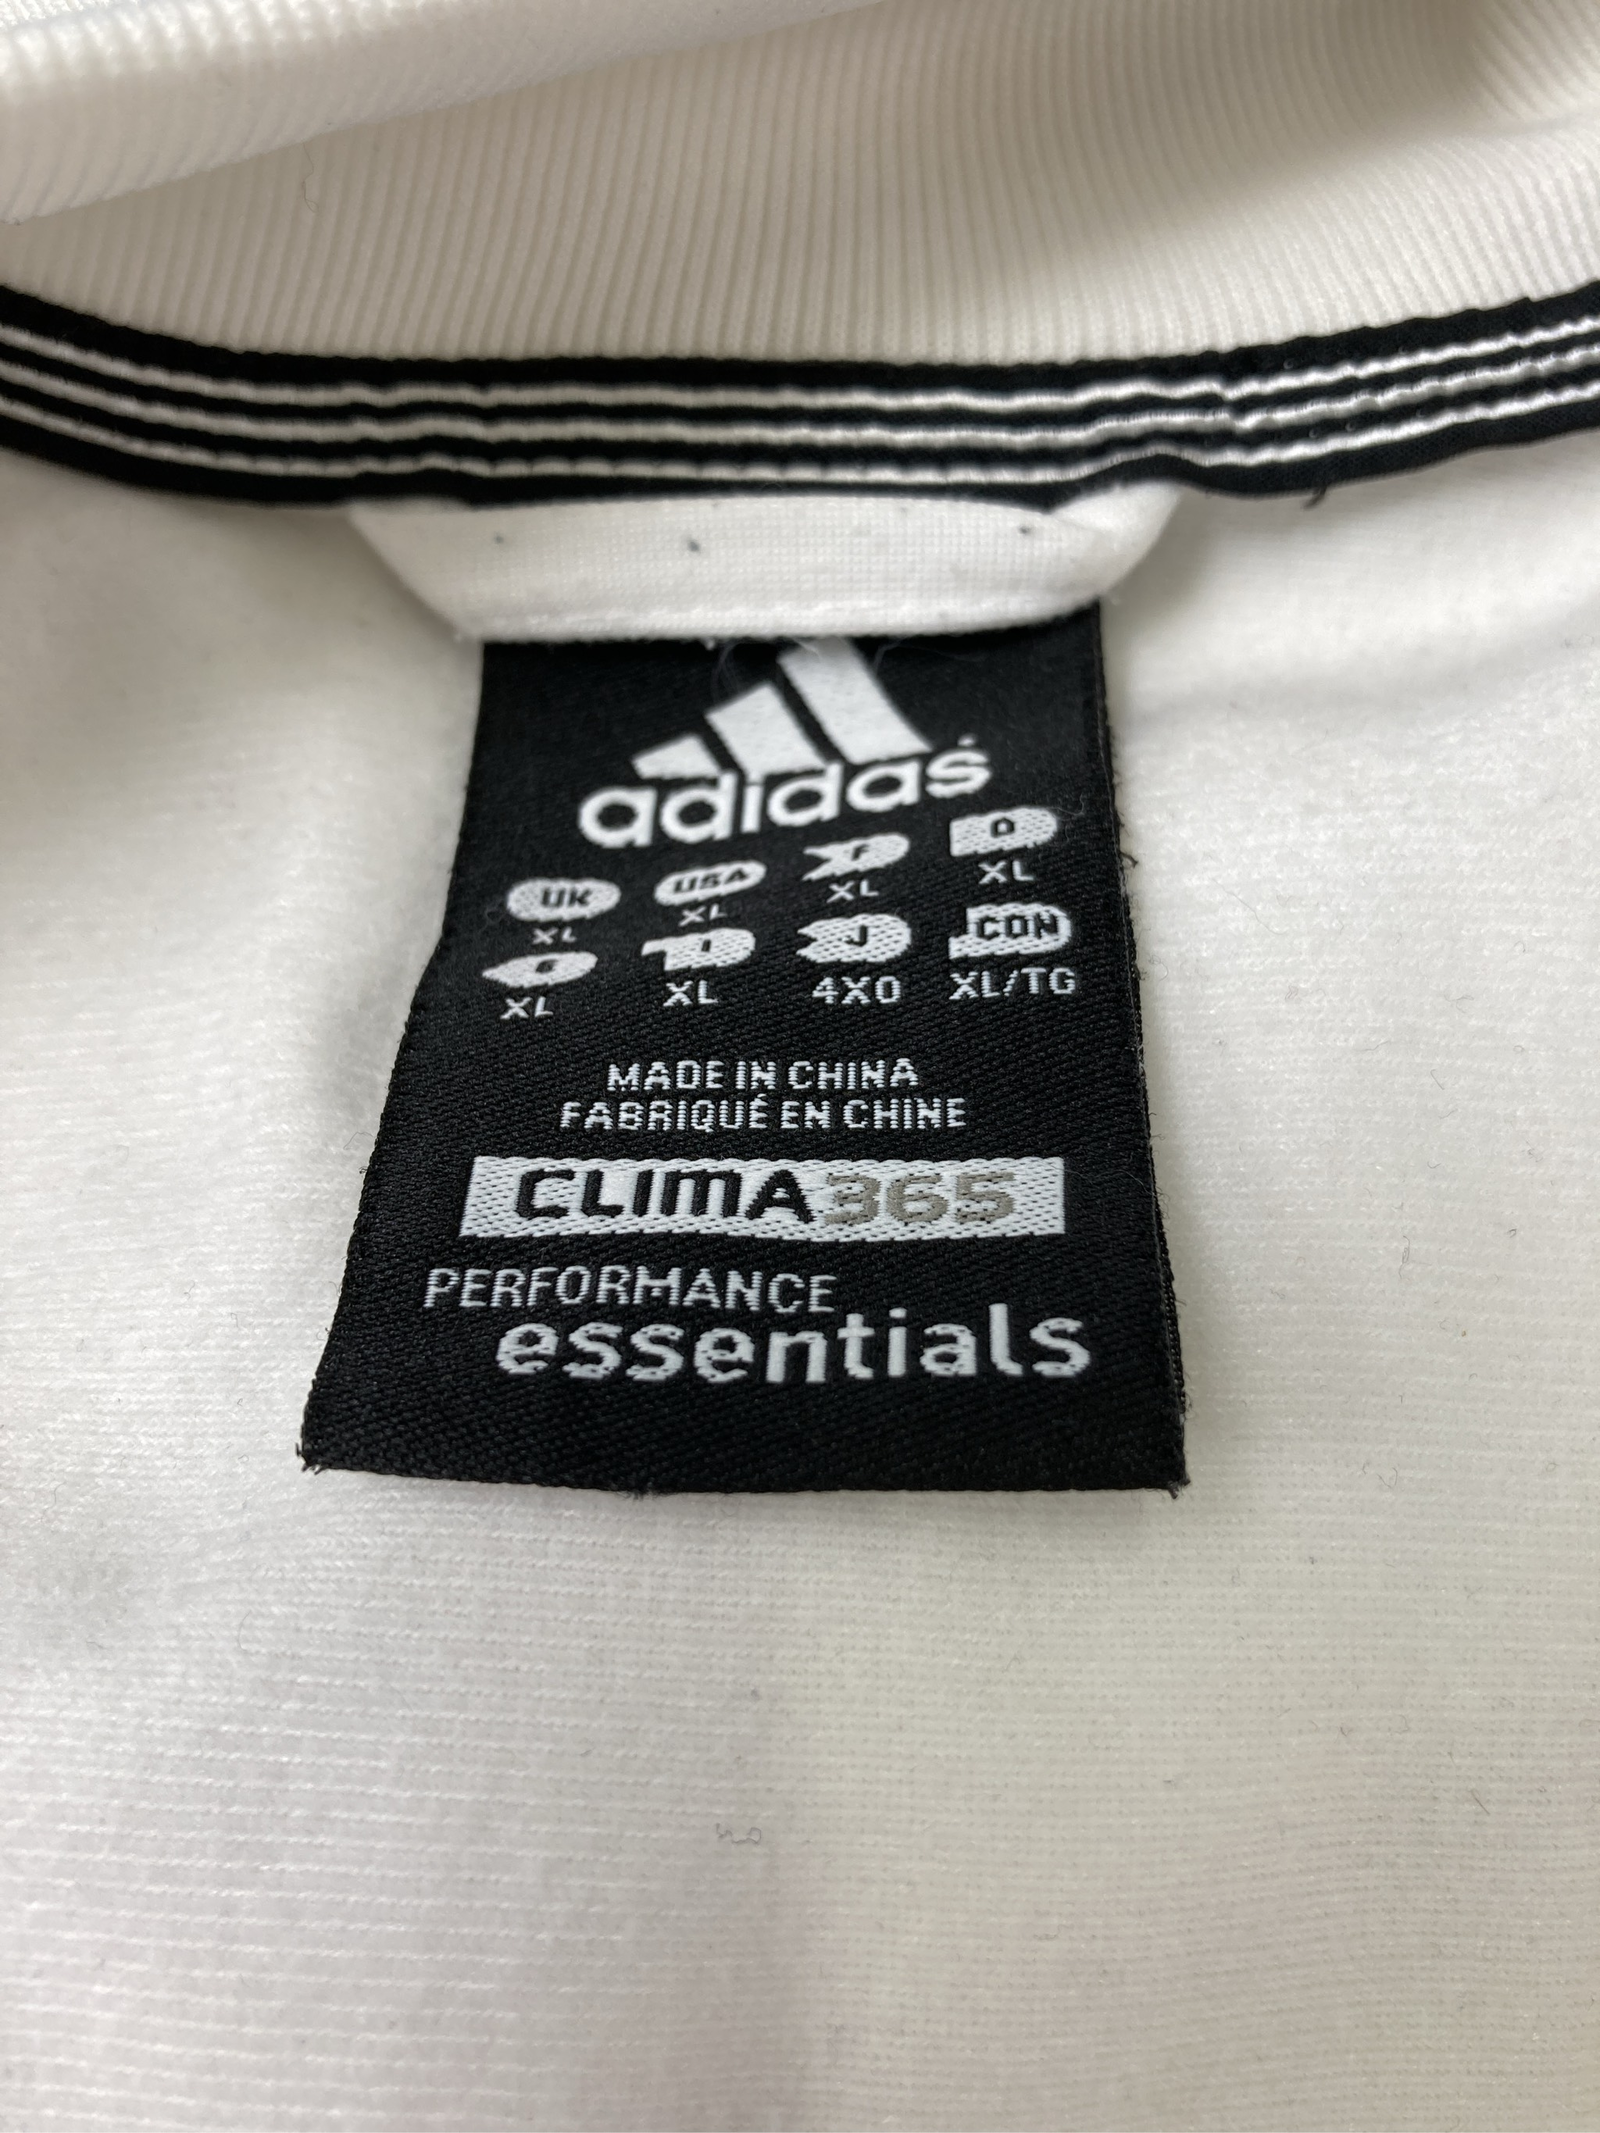 adidas
UK USA F D
XL XL XL XL
E I J CON
XL XL 4XO XL/TG
MADE IN CHINA
FABRIQUÉ EN CHINE
CLIMA365
PERFORMANCE
essentials